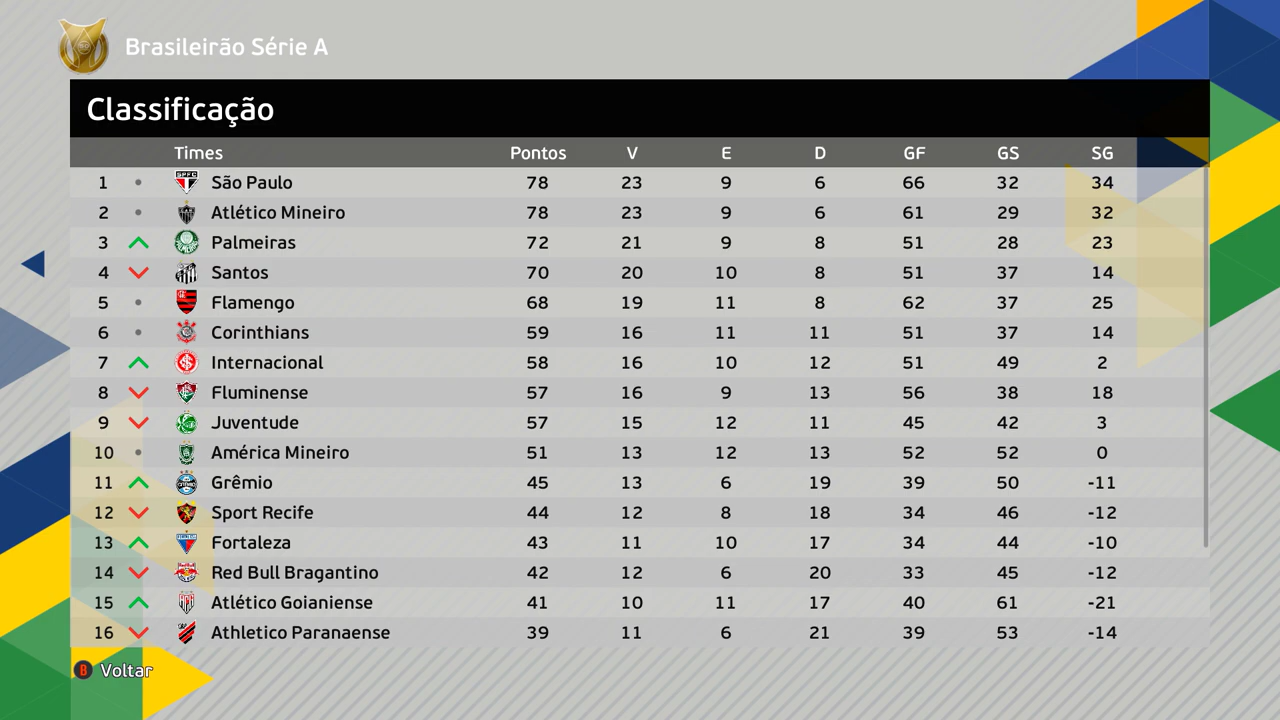 Brasileirão Série A
Classificação
Times Pontos V E D GF GS SG
1 São Paulo 78 23 9 6 66 32 34
2 Atlético Mineiro 78 23 9 6 61 29 32
3 Palmeiras 72 21 9 8 51 28 23
4 Santos 70 20 10 8 51 37 14
5 Flamengo 68 19 11 8 62 37 25
6 Corinthians 59 16 11 11 51 37 14
7 Internacional 58 16 10 12 51 49 2
8 Fluminense 57 16 9 13 56 38 18
9 Juventude 57 15 12 11 45 42 3
10 América Mineiro 51 13 12 13 52 52 0
11 Grêmio 45 13 6 19 39 50 -11
12 Sport Recife 44 12 8 18 34 46 -12
13 Fortaleza 43 11 10 17 34 44 -10
14 Red Bull Bragantino 42 12 6 20 33 45 -12
15 Atlético Goianiense 41 10 11 17 40 61 -21
16 Athletico Paranaense 39 11 6 21 39 53 -14
B Voltar